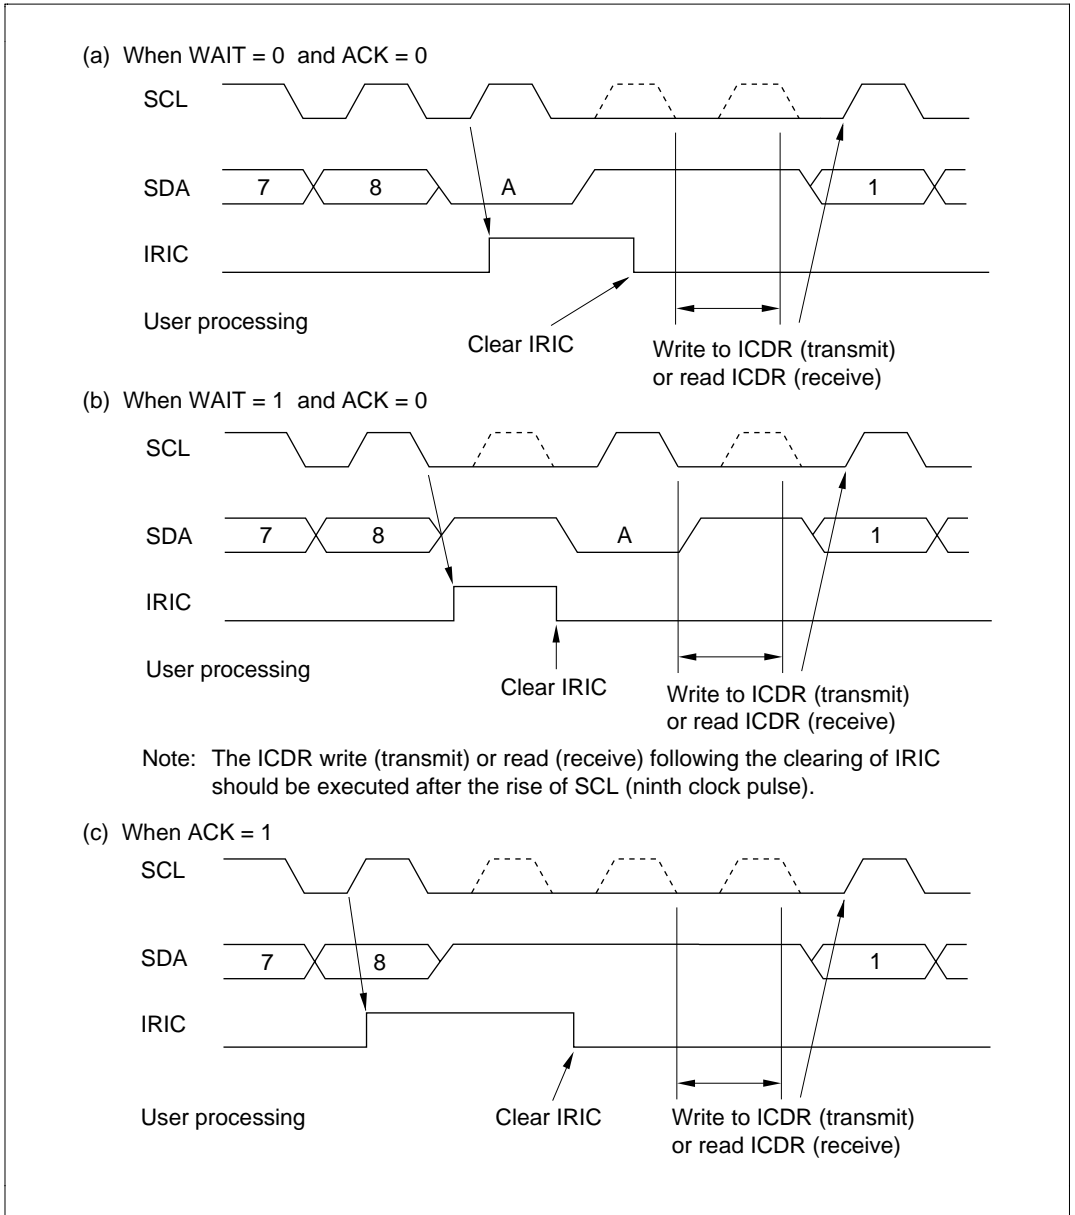 (a) When WAIT = 0 and ACK = 0
SCL
SDA
7
8
A
1
IRIC
User processing
Clear IRIC
Write to ICDR (transmit)
or read ICDR (receive)
(b) When WAIT = 1 and ACK = 0
SCL
SDA
7
8
A
1
IRIC
User processing
Clear IRIC
Write to ICDR (transmit)
or read ICDR (receive)
Note: The ICDR write (transmit) or read (receive) following the clearing of IRIC
should be executed after the rise of SCL (ninth clock pulse).
(c) When ACK = 1
SCL
SDA
7
8
1
IRIC
User processing
Clear IRIC
Write to ICDR (transmit)
or read ICDR (receive)